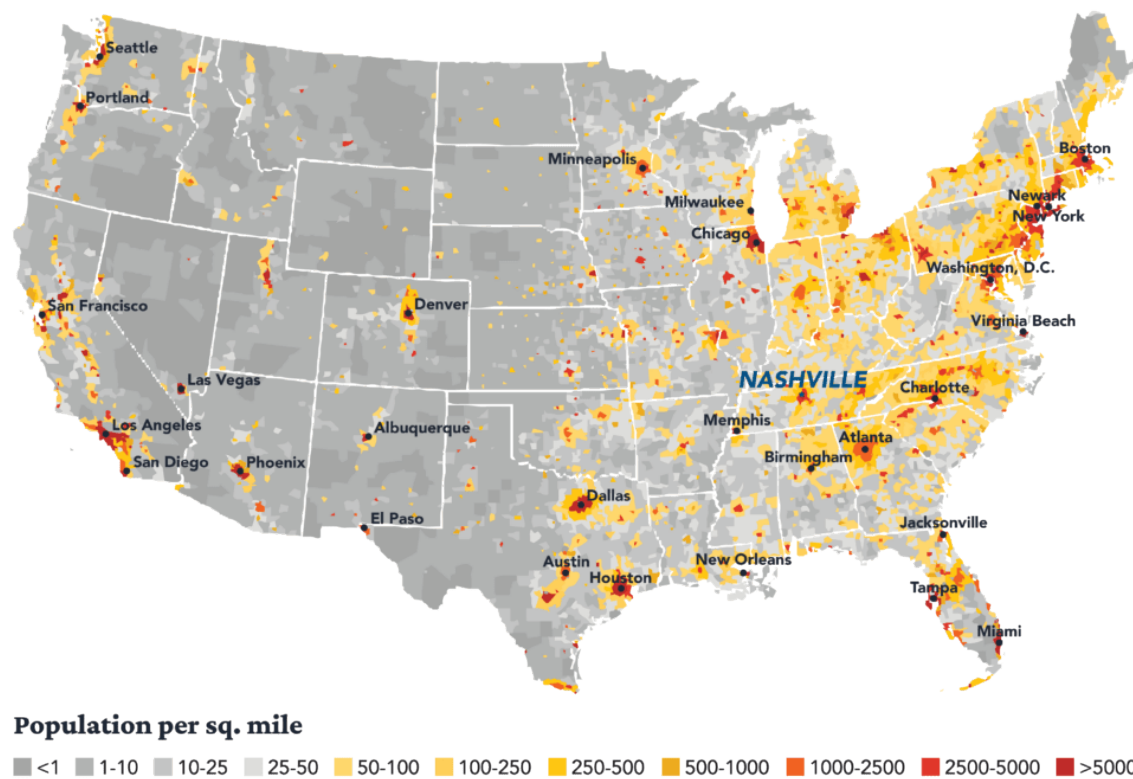 Seattle
Portland
Minneapolis
Boston
Milwaukee
Newark
New York
Chicago
Washington, D.C.
San Francisco
Denver
Virginia Beach
Las Vegas
NASHVILLE
Charlotte
Los Angeles
Albuquerque
Memphis
Atlanta
San Diego
Phoenix
Birmingham
Dallas
El Paso
Jacksonville
Austin
New Orleans
Houston
Tampa
Miami
Population per sq. mile
<1 1-10 10-25 25-50 50-100 100-250 250-500 500-1000 1000-2500 2500-5000 >5000